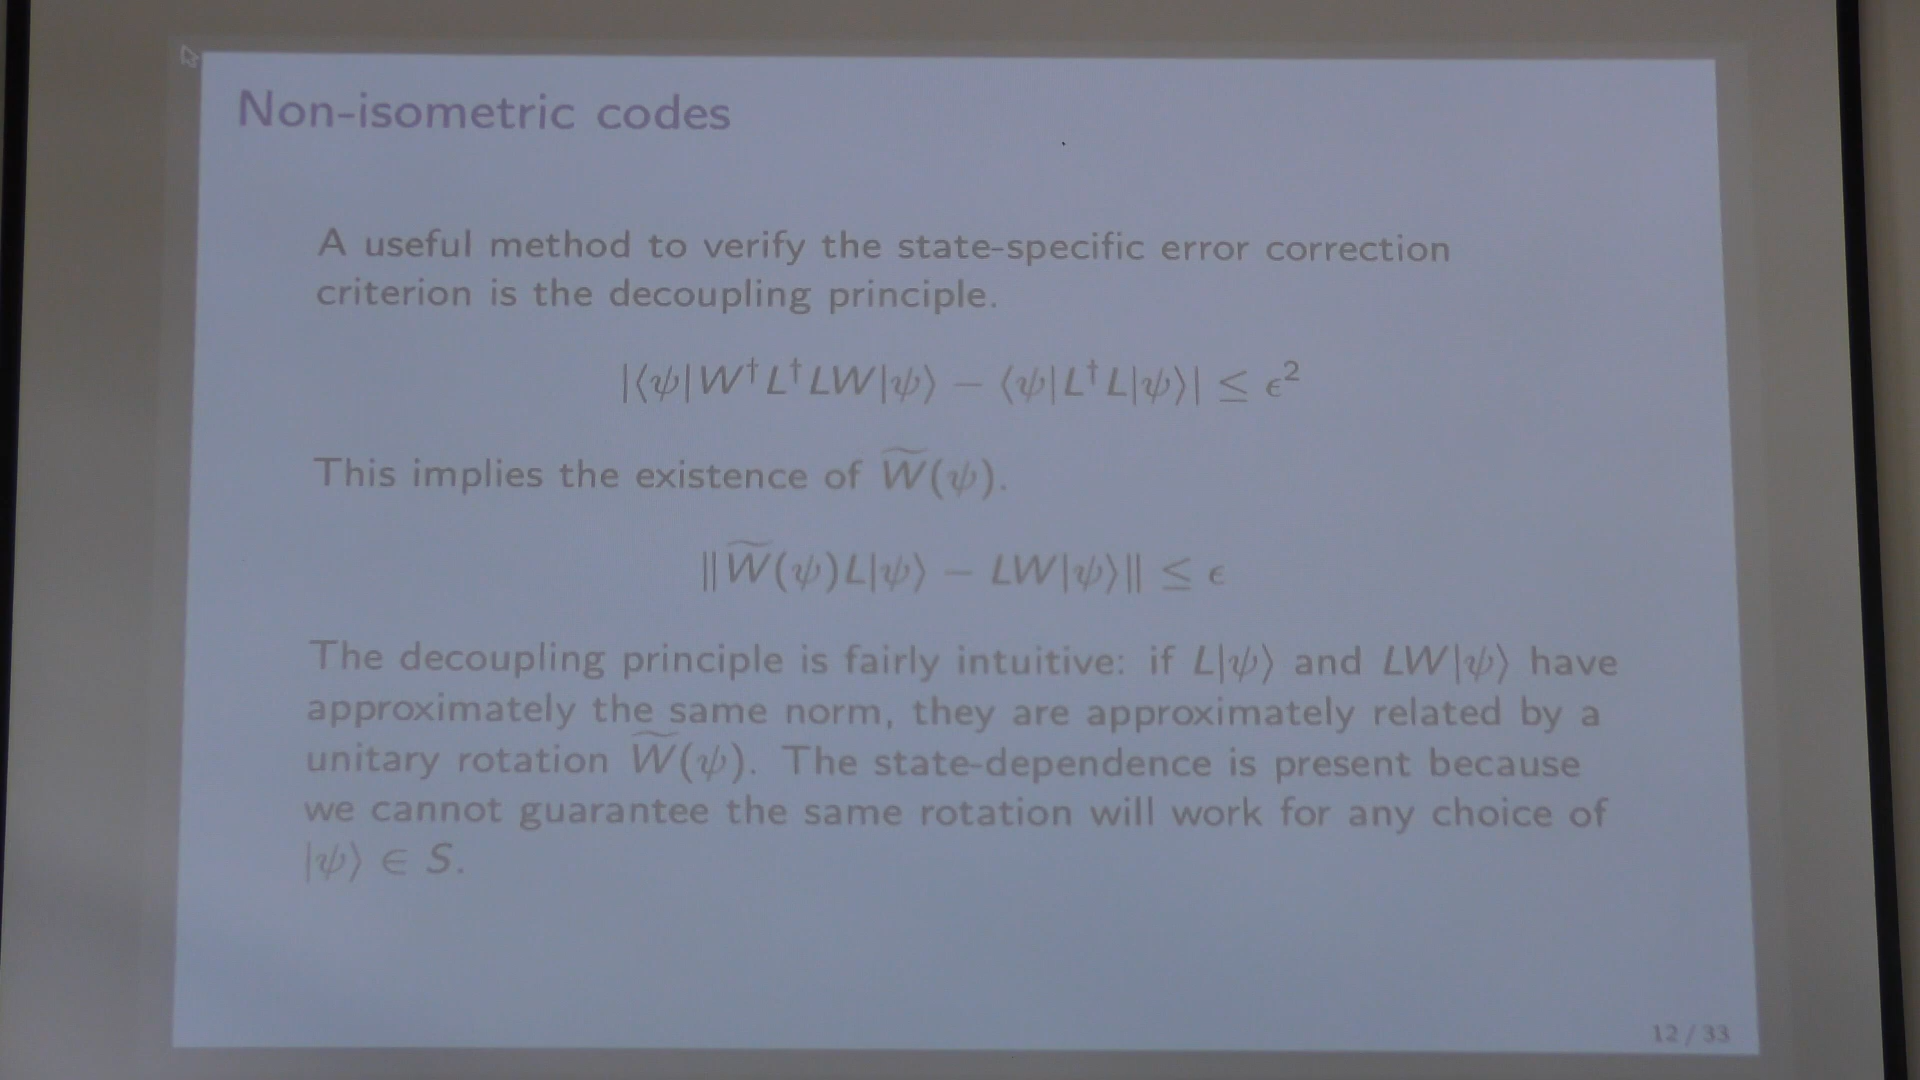 Non-isometric codes
A useful method to verify the state-specific error correction
criterion is the decoupling principle.
|⟨ψ|W†L†LW|ψ⟩ − ⟨ψ|L†L|ψ⟩| ≤ ϵ²
This implies the existence of W̃(ψ).
‖W̃(ψ)L|ψ⟩ − LW|ψ⟩‖ ≤ ϵ
The decoupling principle is fairly intuitive: if L|ψ⟩ and LW|ψ⟩ have
approximately the same norm, they are approximately related by a
unitary rotation W̃(ψ). The state-dependence is present because
we cannot guarantee the same rotation will work for any choice of
|ψ⟩ ∈ S.
12 / 33